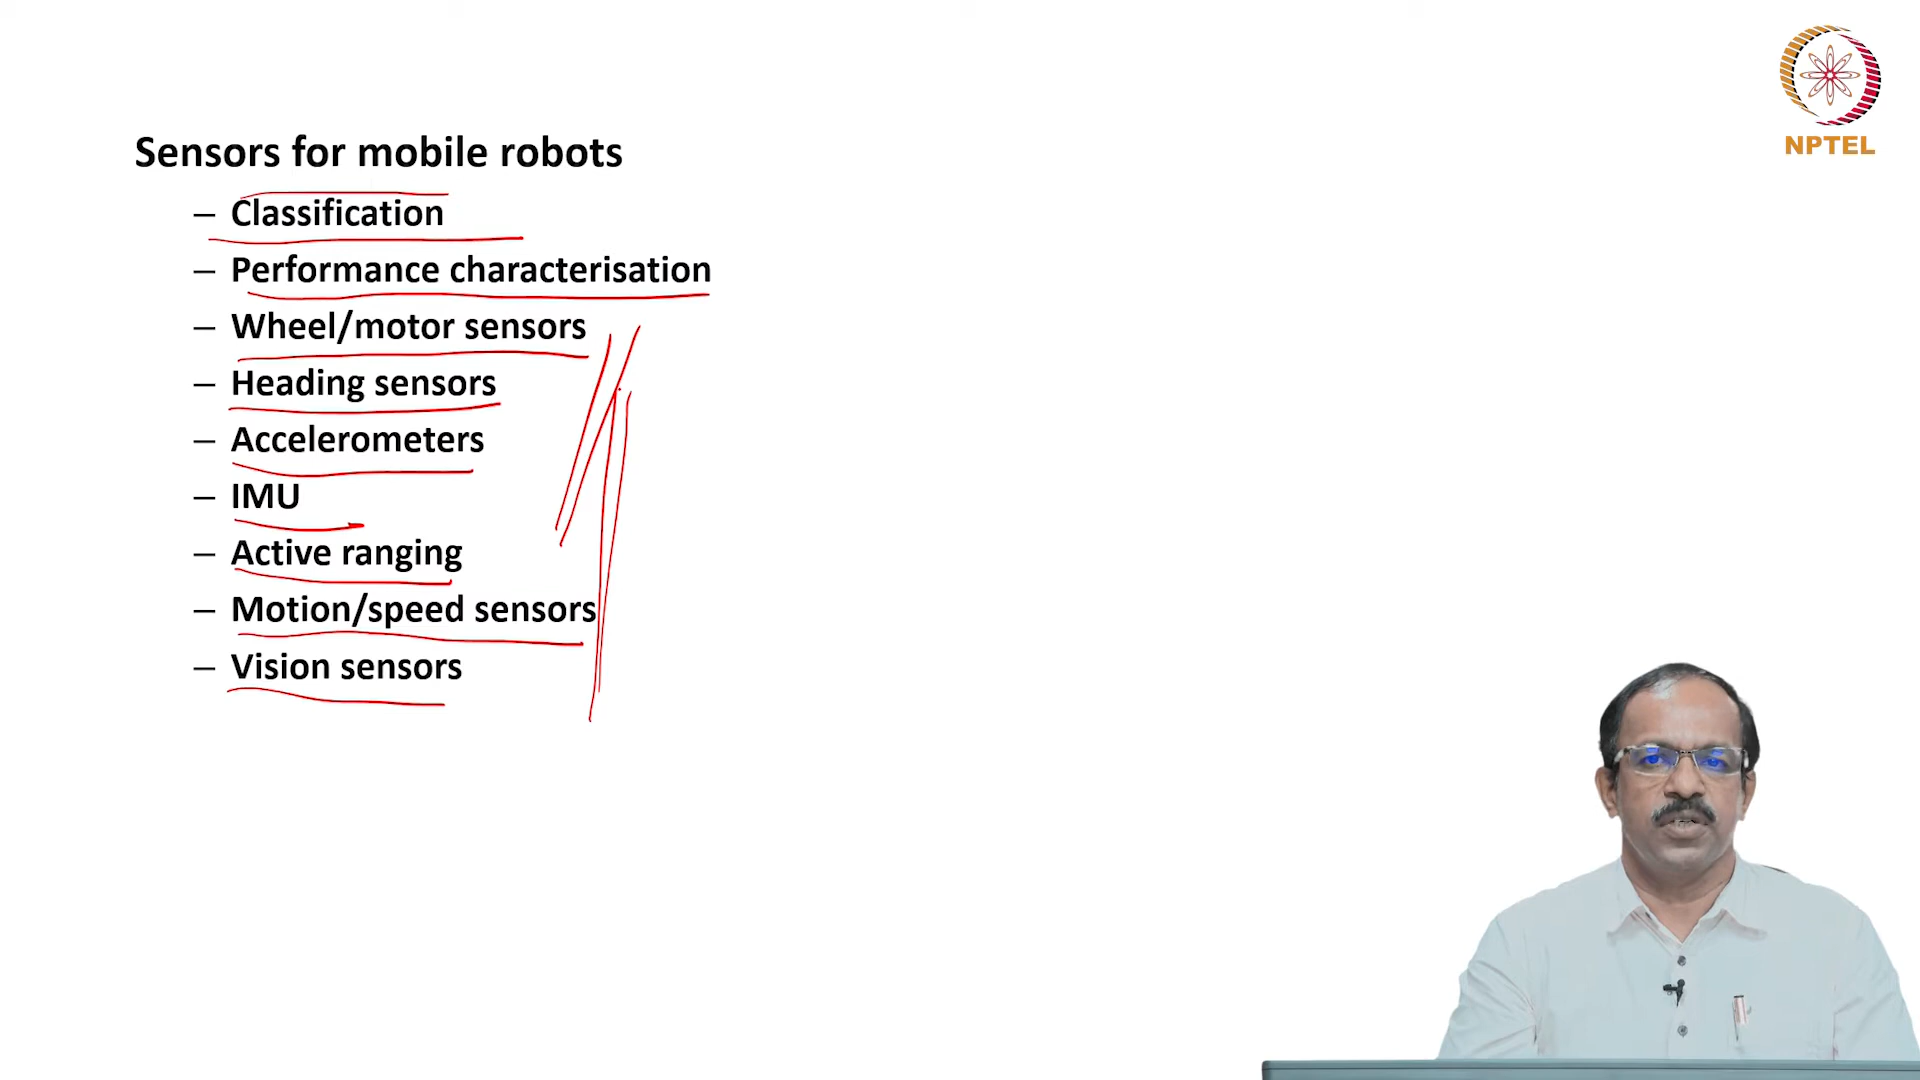 NPTEL
Sensors for mobile robots
– Classification
– Performance characterisation
– Wheel/motor sensors
– Heading sensors
– Accelerometers
– IMU
– Active ranging
– Motion/speed sensors
– Vision sensors